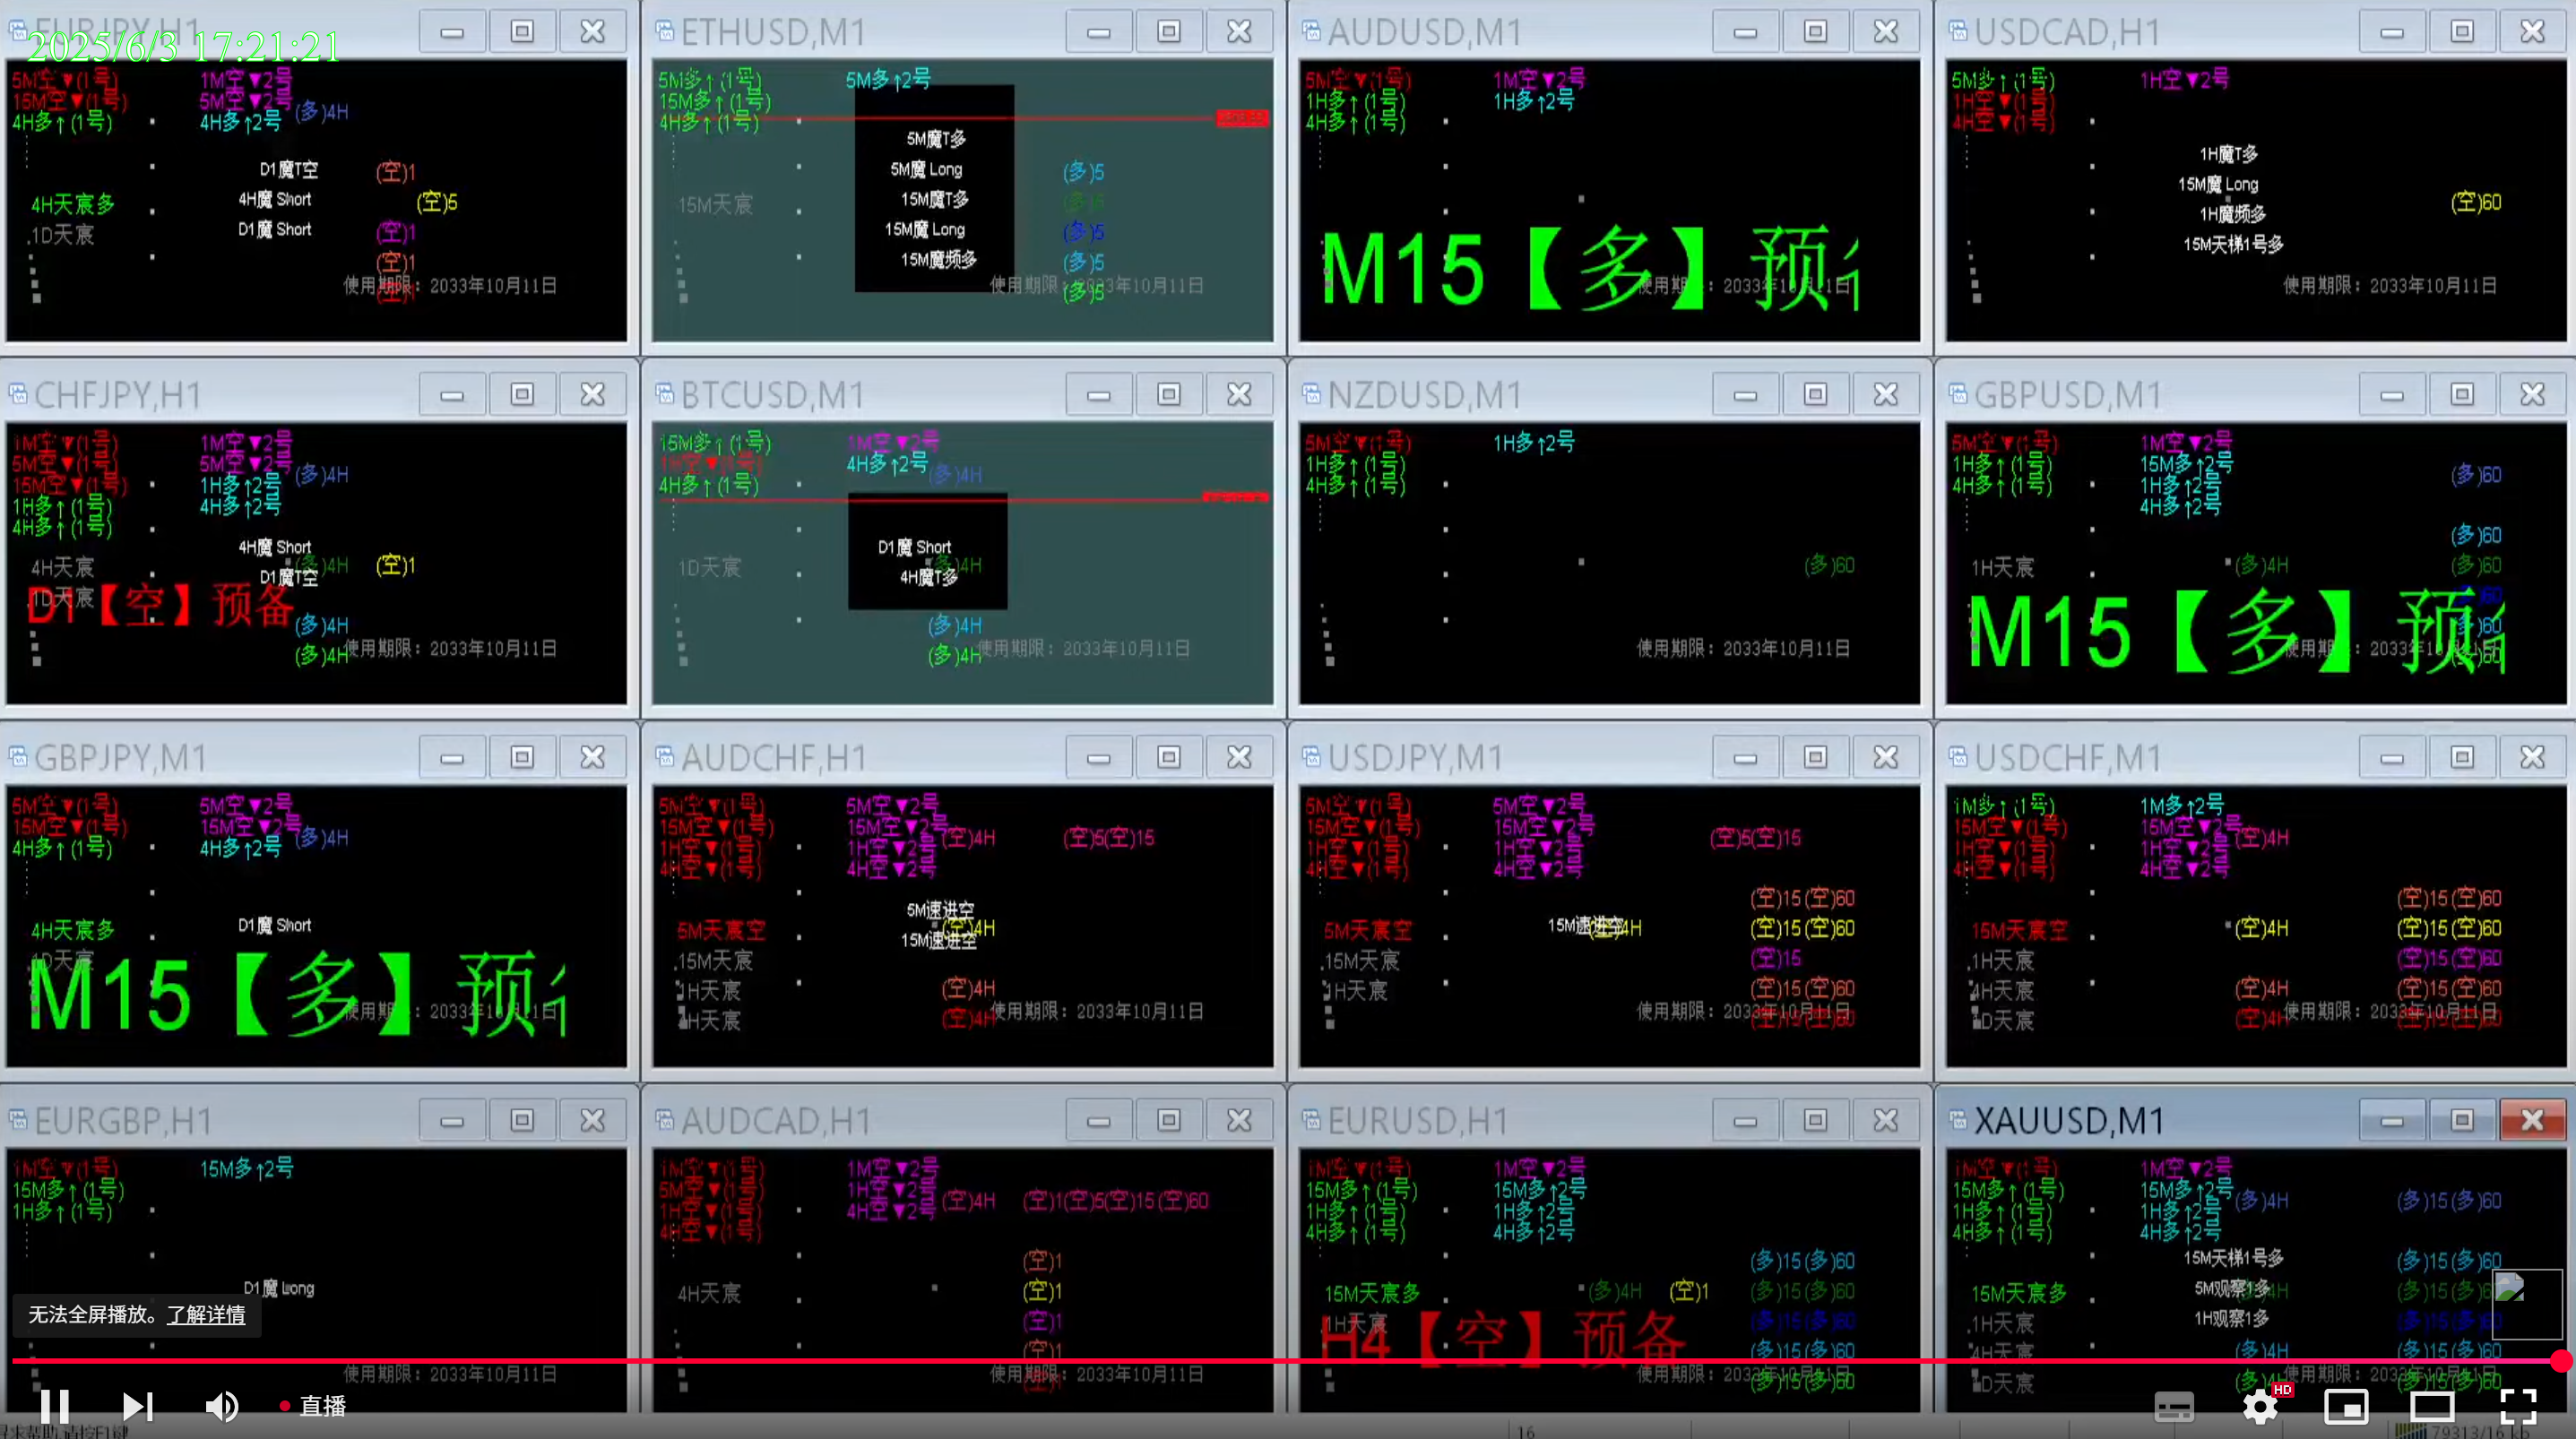 EURJPY,H1
2025/6/3 17:21:21
5M空▼(1号)
15M空▼(1号)
4H多↑(1号)
1M空▼2号
5M空▼2号
4H多↑2号
(多)4H
D1魔T空
4H魔 Short
D1魔 Short
(空)1
(空)5
(空)1
(空)1
(空)1
4H天宸多
1D天宸
使用期限：2033年10月11日
ETHUSD,M1
5M多↑(1号)
15M多↑(1号)
4H多↑(1号)
5M多↑2号
5M魔T多
5M魔 Long
15M魔T多
15M魔 Long
15M魔频多
(多)5
(多)5
(多)5
(多)5
(多)5
15M天宸
使用期限：2033年10月11日
AUDUSD,M1
5M空▼(1号)
1H多↑(1号)
4H多↑(1号)
1M空▼2号
1H多↑2号
M15【多】预
使用期限：2033年10月11日
USDCAD,H1
5M多↑(1号)
1H空▼(1号)
4H空▼(1号)
1H空▼2号
1H魔T多
15M魔 Long
1H魔频多
15M天梯1号多
(空)60
使用期限：2033年10月11日
CHFJPY,H1
1M空▼(1号)
5M空▼(1号)
15M空▼(1号)
1H多↑(1号)
4H多↑(1号)
1M空▼2号
5M空▼2号
1H多↑2号
4H多↑2号
(多)4H
4H魔 Short
D1魔T空
(多)4H
(空)1
4H天宸
1D天宸
D1【空】预备
(多)4H
(多)4H
使用期限：2033年10月11日
BTCUSD,M1
15M多↑(1号)
1H空▼(1号)
4H多↑(1号)
1M空▼2号
4H多↑2号
(多)4H
D1魔 Short
4H魔T多
(多)4H
1D天宸
(多)4H
(多)4H
使用期限：2033年10月11日
NZDUSD,M1
5M空▼(1号)
1H多↑(1号)
4H多↑(1号)
1H多↑2号
(多)60
使用期限：2033年10月11日
GBPUSD,M1
5M空▼(1号)
1H多↑(1号)
4H多↑(1号)
1M空▼2号
15M多↑2号
1H多↑2号
4H多↑2号
(多)60
(多)60
1H天宸
(多)4H
(多)60
(多)60
(多)60
(多)60
M15【多】预
使用期限：2033年10月11日
GBPJPY,M1
5M空▼(1号)
15M空▼(1号)
4H多↑(1号)
5M空▼2号
15M空▼2号
4H多↑2号
(多)4H
D1魔 Short
4H天宸多
1D天宸
M15【多】预
使用期限：2033年10月11日
AUDCHF,H1
5M空▼(1号)
15M空▼(1号)
1H空▼(1号)
4H空▼(1号)
5M空▼2号
15M空▼2号
1H空▼2号
4H空▼2号
(空)4H
(空)5(空)15
5M速进空
(空)4H
15M速进空
5M天宸空
15M天宸
1H天宸
4H天宸
(空)4H
(空)4H
使用期限：2033年10月11日
USDJPY,M1
5M空▼(1号)
15M空▼(1号)
1H空▼(1号)
4H空▼(1号)
5M空▼2号
15M空▼2号
1H空▼2号
4H空▼2号
(空)5(空)15
15M速进空
(空)4H
(空)15(空)60
(空)15(空)60
(空)15
(空)15(空)60
(空)15(空)60
5M天宸空
15M天宸
1H天宸
使用期限：2033年10月11日
USDCHF,M1
1M多↑(1号)
15M空▼(1号)
1H空▼(1号)
4H空▼(1号)
1M多↑2号
15M空▼2号
1H空▼2号
4H空▼2号
(空)4H
(空)15(空)60
(空)4H
(空)15(空)60
(空)15(空)60
(空)4H
(空)15(空)60
(空)4H
(空)15(空)60
15M天宸空
1H天宸
4H天宸
1D天宸
使用期限：2033年10月11日
EURGBP,H1
1M空▼(1号)
15M多↑(1号)
1H多↑(1号)
15M多↑2号
D1魔 Long
无法全屏播放。了解详情
使用期限：2033年10月11日
AUDCAD,H1
1M空▼(1号)
5M空▼(1号)
1H空▼(1号)
4H空▼(1号)
1M空▼2号
1H空▼2号
4H空▼2号
(空)4H
(空)1(空)5(空)15(空)60
(空)1
(空)1
(空)1
(空)1
(空)1
4H天宸
使用期限：2033年10月11日
EURUSD,H1
1M空▼(1号)
15M多↑(1号)
1H多↑(1号)
4H多↑(1号)
1M空▼2号
15M多↑2号
1H多↑2号
4H多↑2号
(多)15(多)60
(多)4H
(空)1
(多)15(多)60
(多)15(多)60
(多)15(多)60
(多)15(多)60
15M天宸多
1H天宸
H4【空】预备
使用期限：2033年10月11日
XAUUSD,M1
1M空▼(1号)
15M多↑(1号)
1H多↑(1号)
4H多↑(1号)
1M空▼2号
15M多↑2号
1H多↑2号
4H多↑2号
(多)4H
(多)15(多)60
15M天梯1号多
5M观察1多
1H观察1多
(多)15(多)60
(多)15(多)6
(多)15(多)60
(多)4H
(多)15(多)60
(多)4H
(多)15(多)60
15M天宸多
1H天宸
4H天宸
1D天宸
使用期限：2033年10月11日
直播
HD
16
79313/16 kb